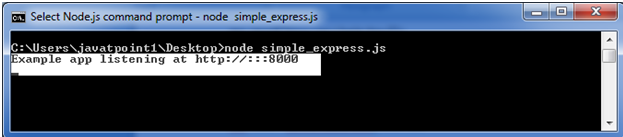 Select Node.js command prompt - node  simple_express.js
C:\Users\javatpoint1\Desktop>node simple_express.js
Example app listening at http://:::8000